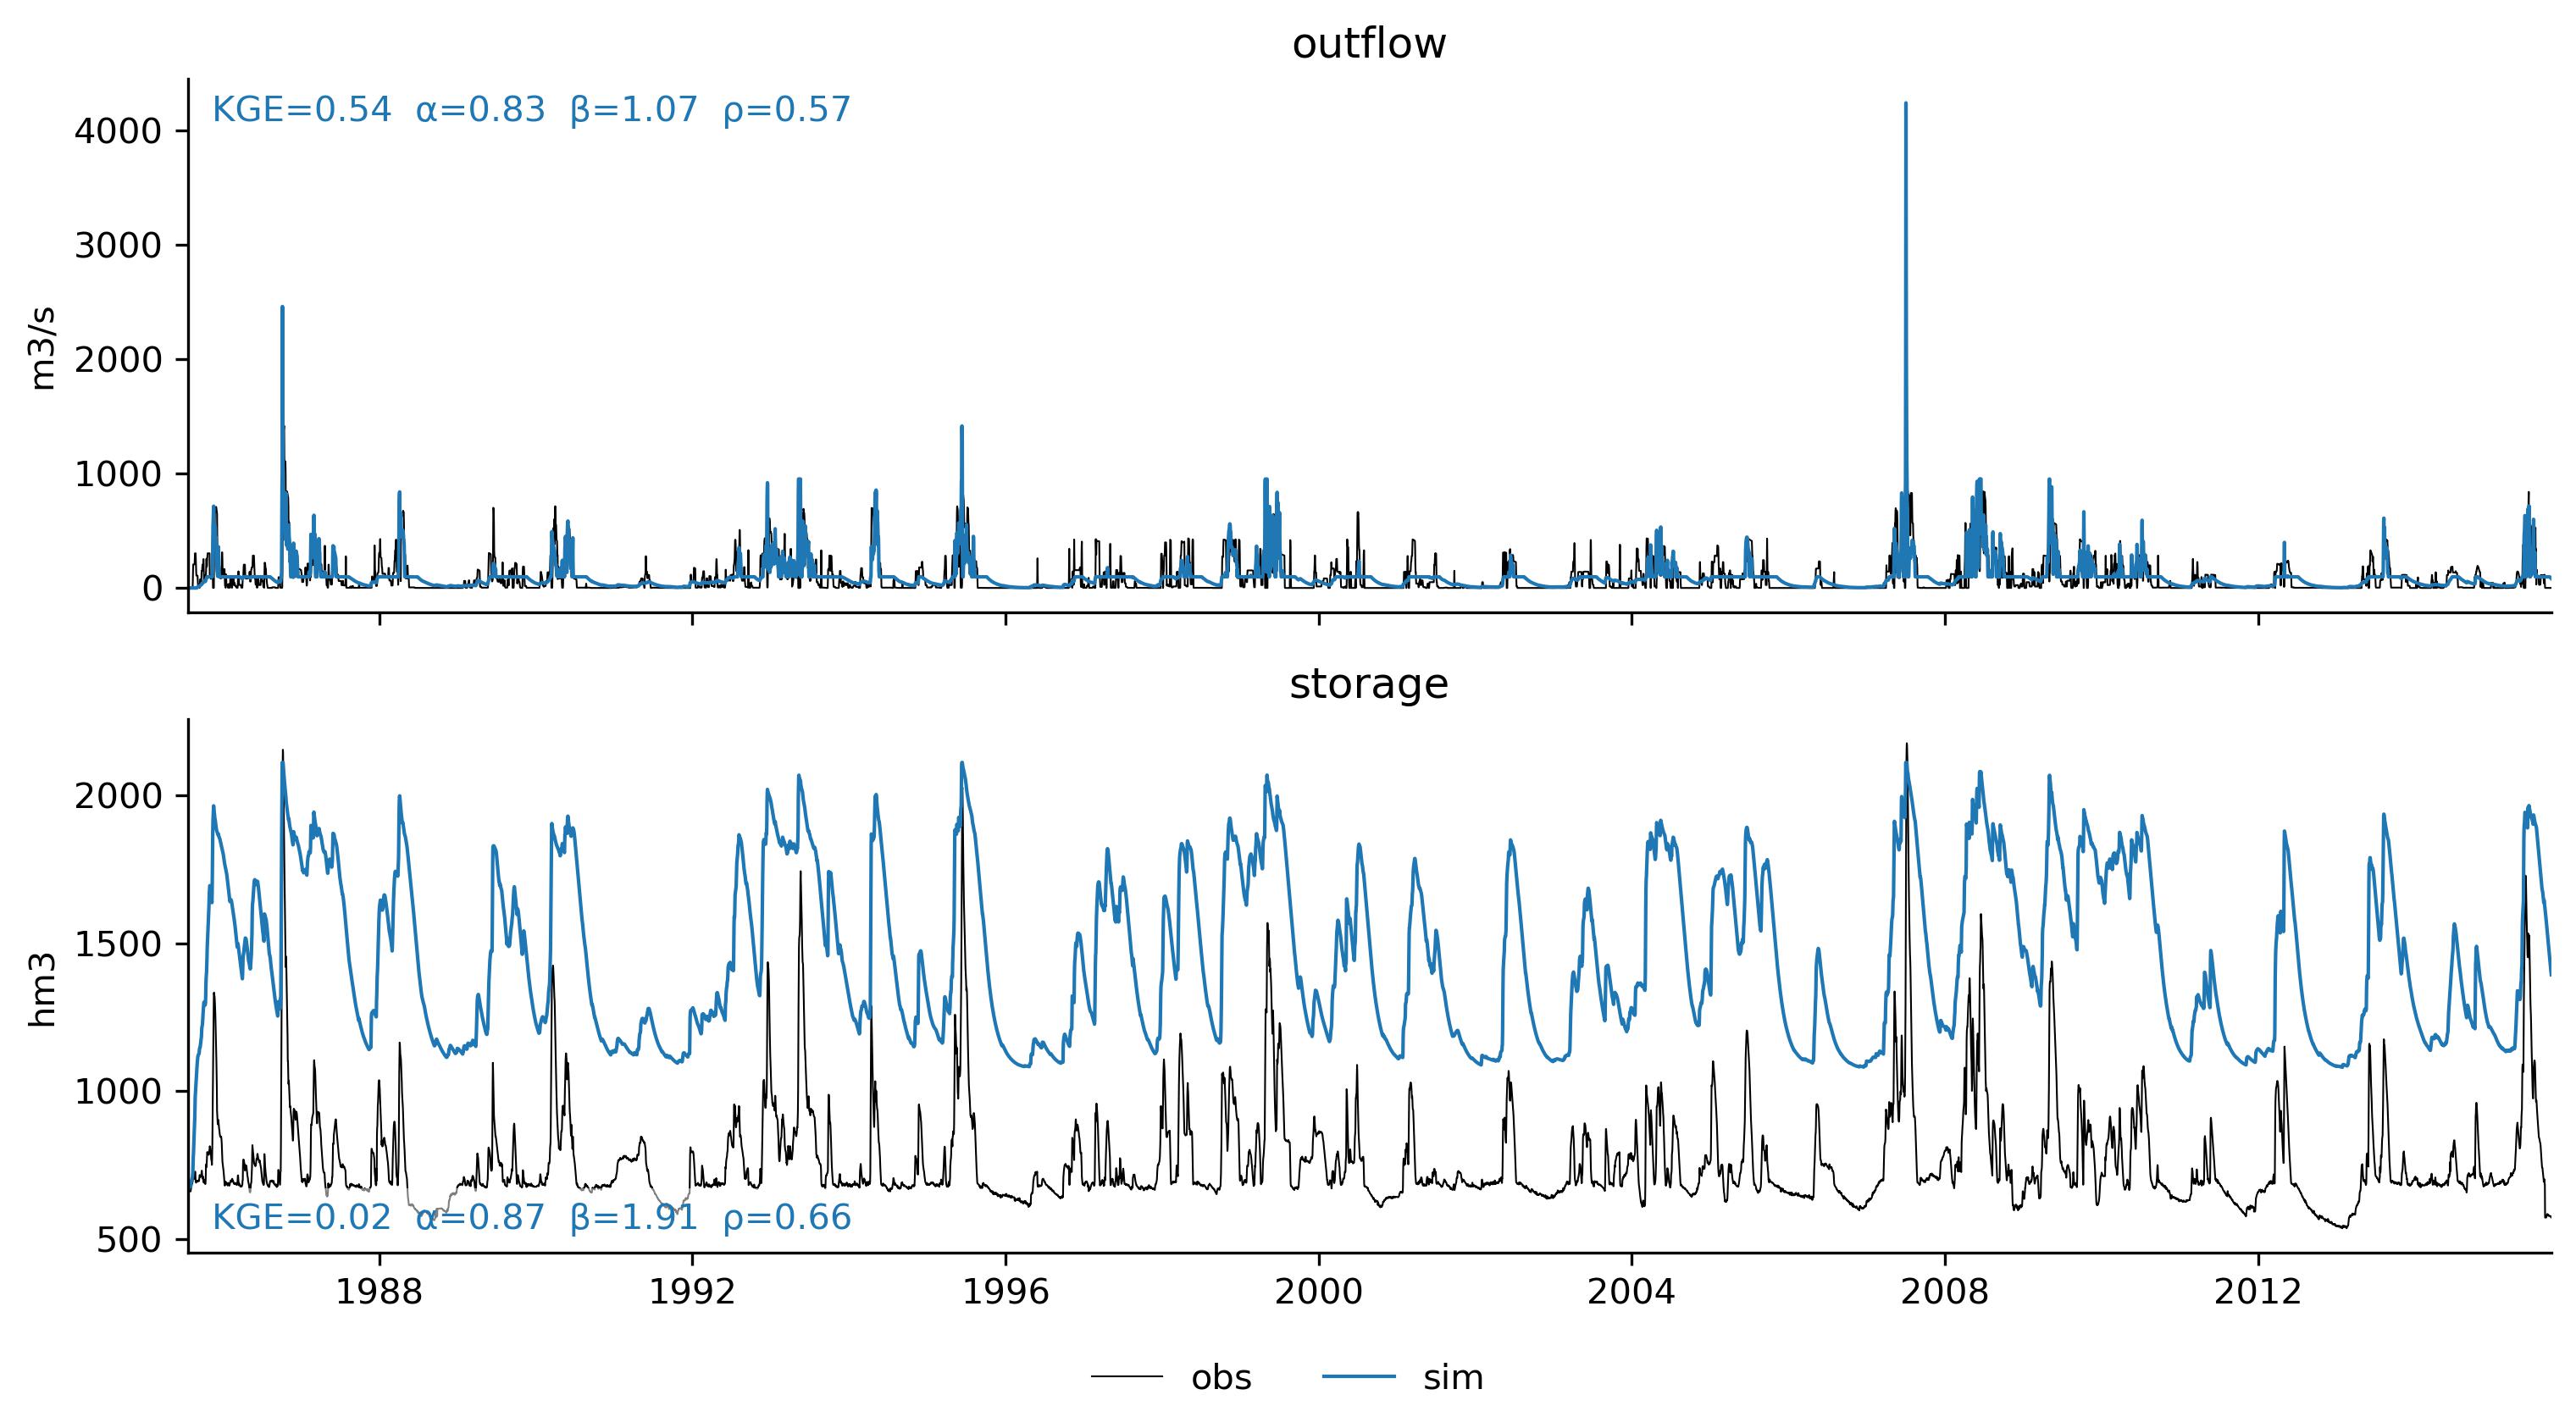 outflow
KGE=0.54 α=0.83 β=1.07 ρ=0.57
4000
3000
2000
1000
0
m3/s
storage
2000
1500
1000
500
hm3
KGE=0.02 α=0.87 β=1.91 ρ=0.66
1988 1992 1996 2000 2004 2008 2012
obs sim